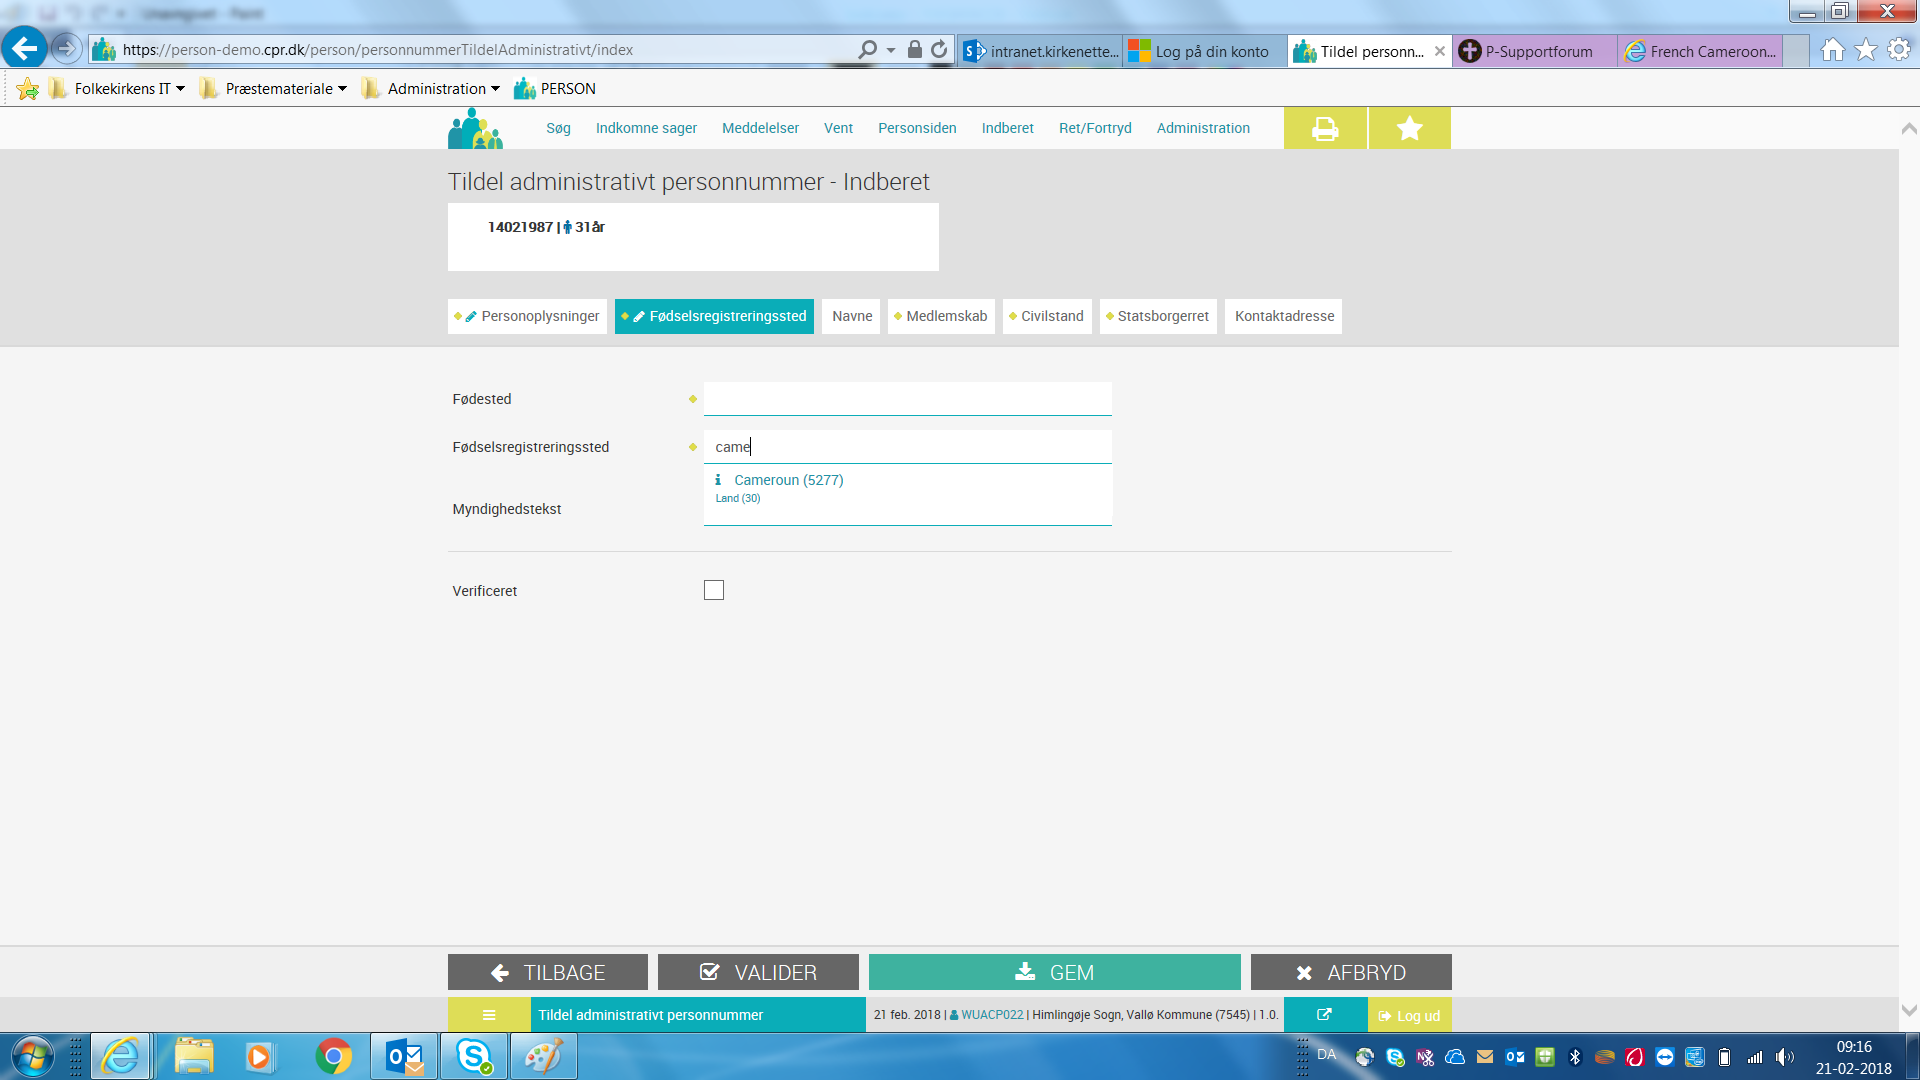 https://person-demo.cpr.dk/person/personnummerTildelAdministrativt/index
intranet.kirkenette...
Log på din konto
Tildel personn...
P-Supportforum
French Cameroon...
Folkekirkens IT
Præstemateriale
Administration
PERSON
Søg
Indkomne sager
Meddelelser
Vent
Personsiden
Indberet
Ret/Fortryd
Administration
Tildel administrativt personnummer - Indberet
14021987 | 31år
Personoplysninger
Fødselsregistreringssted
Navne
Medlemskab
Civilstand
Statsborgerret
Kontaktadresse
Fødested
Fødselsregistreringssted
came
Cameroun (5277)
Land (30)
Myndighedstekst
Verificeret
TILBAGE
VALIDER
GEM
AFBRYD
Tildel administrativt personnummer
21 feb. 2018 | WUACP022 | Himlingøje Sogn, Vallø Kommune (7545) | 1.0.
Log ud
DA
09:16
21-02-2018